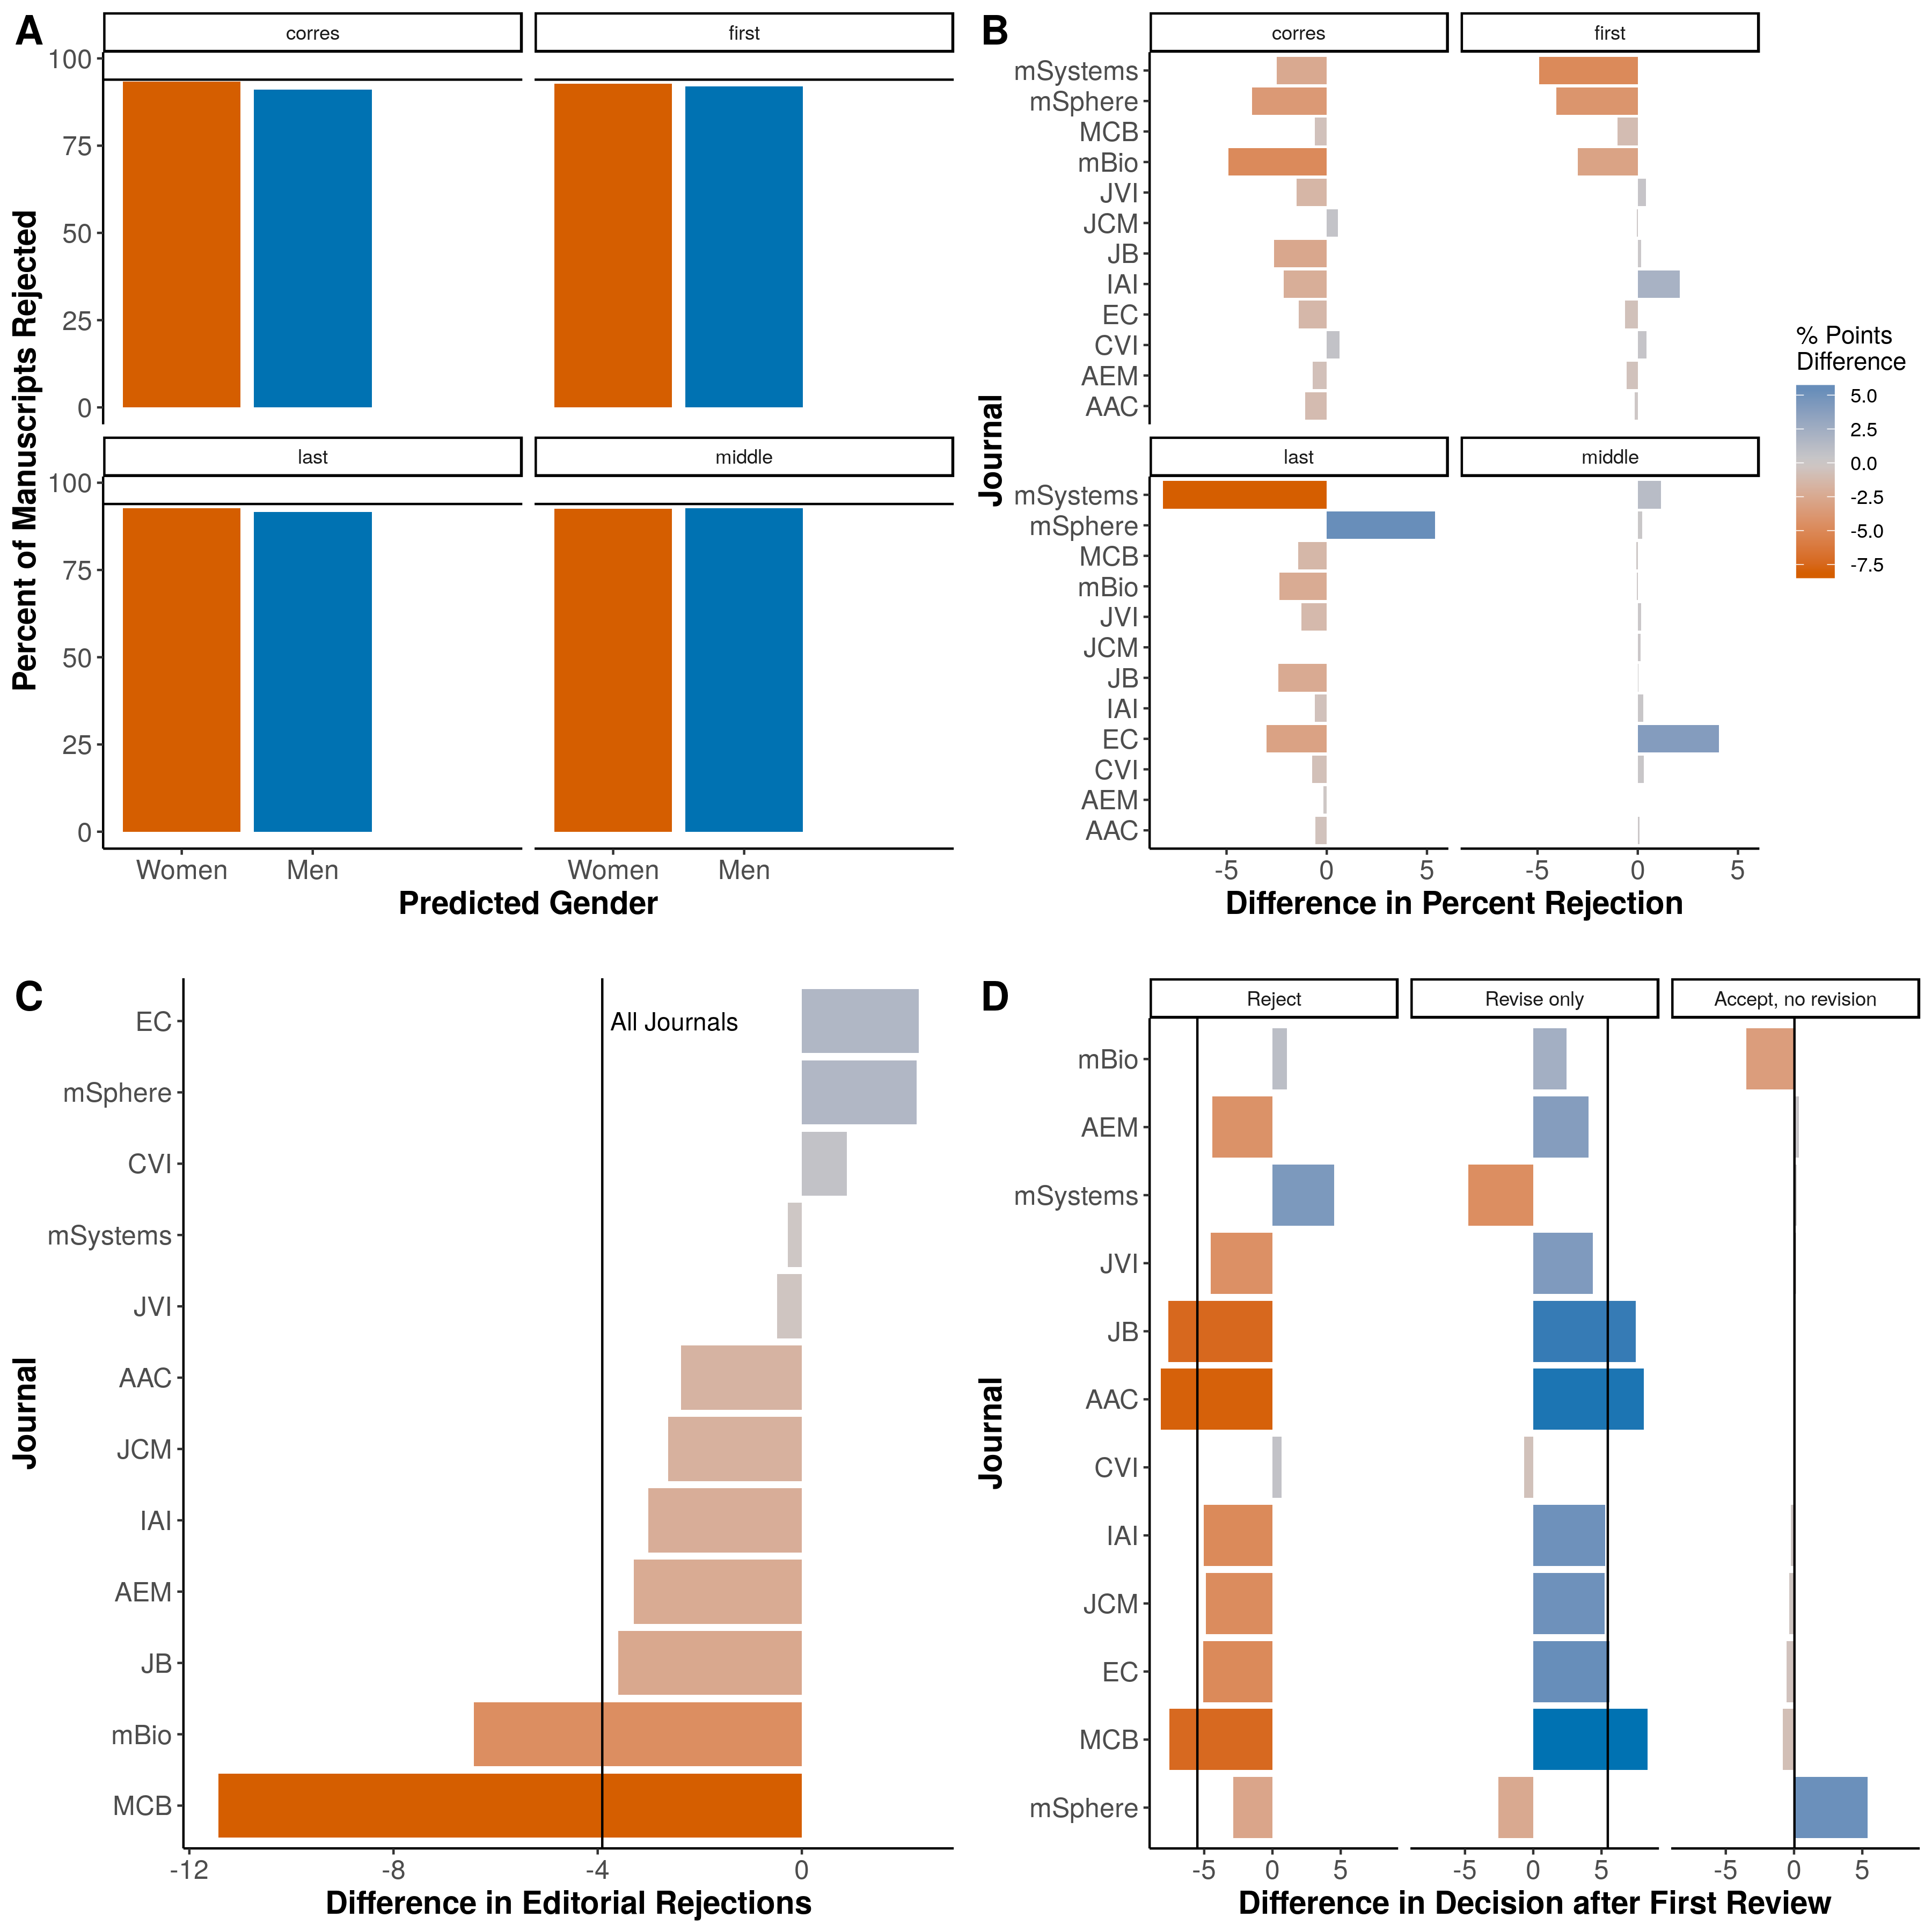 A
corres
first
Percent of Manuscripts Rejected
100
75
50
25
0
last
middle
100
75
50
25
0
Women
Men
Women
Men
Predicted Gender
B
corres
first
Journal
mSystems
mSphere
MCB
mBio
JVI
JCM
JB
IAI
EC
CVI
AEM
AAC
last
middle
mSystems
mSphere
MCB
mBio
JVI
JCM
JB
IAI
EC
CVI
AEM
AAC
-5
0
5
-5
0
5
Difference in Percent Rejection
% Points
Difference
5.0
2.5
0.0
-2.5
-5.0
-7.5
C
Journal
EC
mSphere
CVI
mSystems
JVI
AAC
JCM
IAI
AEM
JB
mBio
MCB
All Journals
-12
-8
-4
0
Difference in Editorial Rejections
D
Reject
Revise only
Accept, no revision
Journal
mBio
AEM
mSystems
JVI
JB
AAC
CVI
IAI
JCM
EC
MCB
mSphere
-5
0
5
-5
0
5
-5
0
5
Difference in Decision after First Review